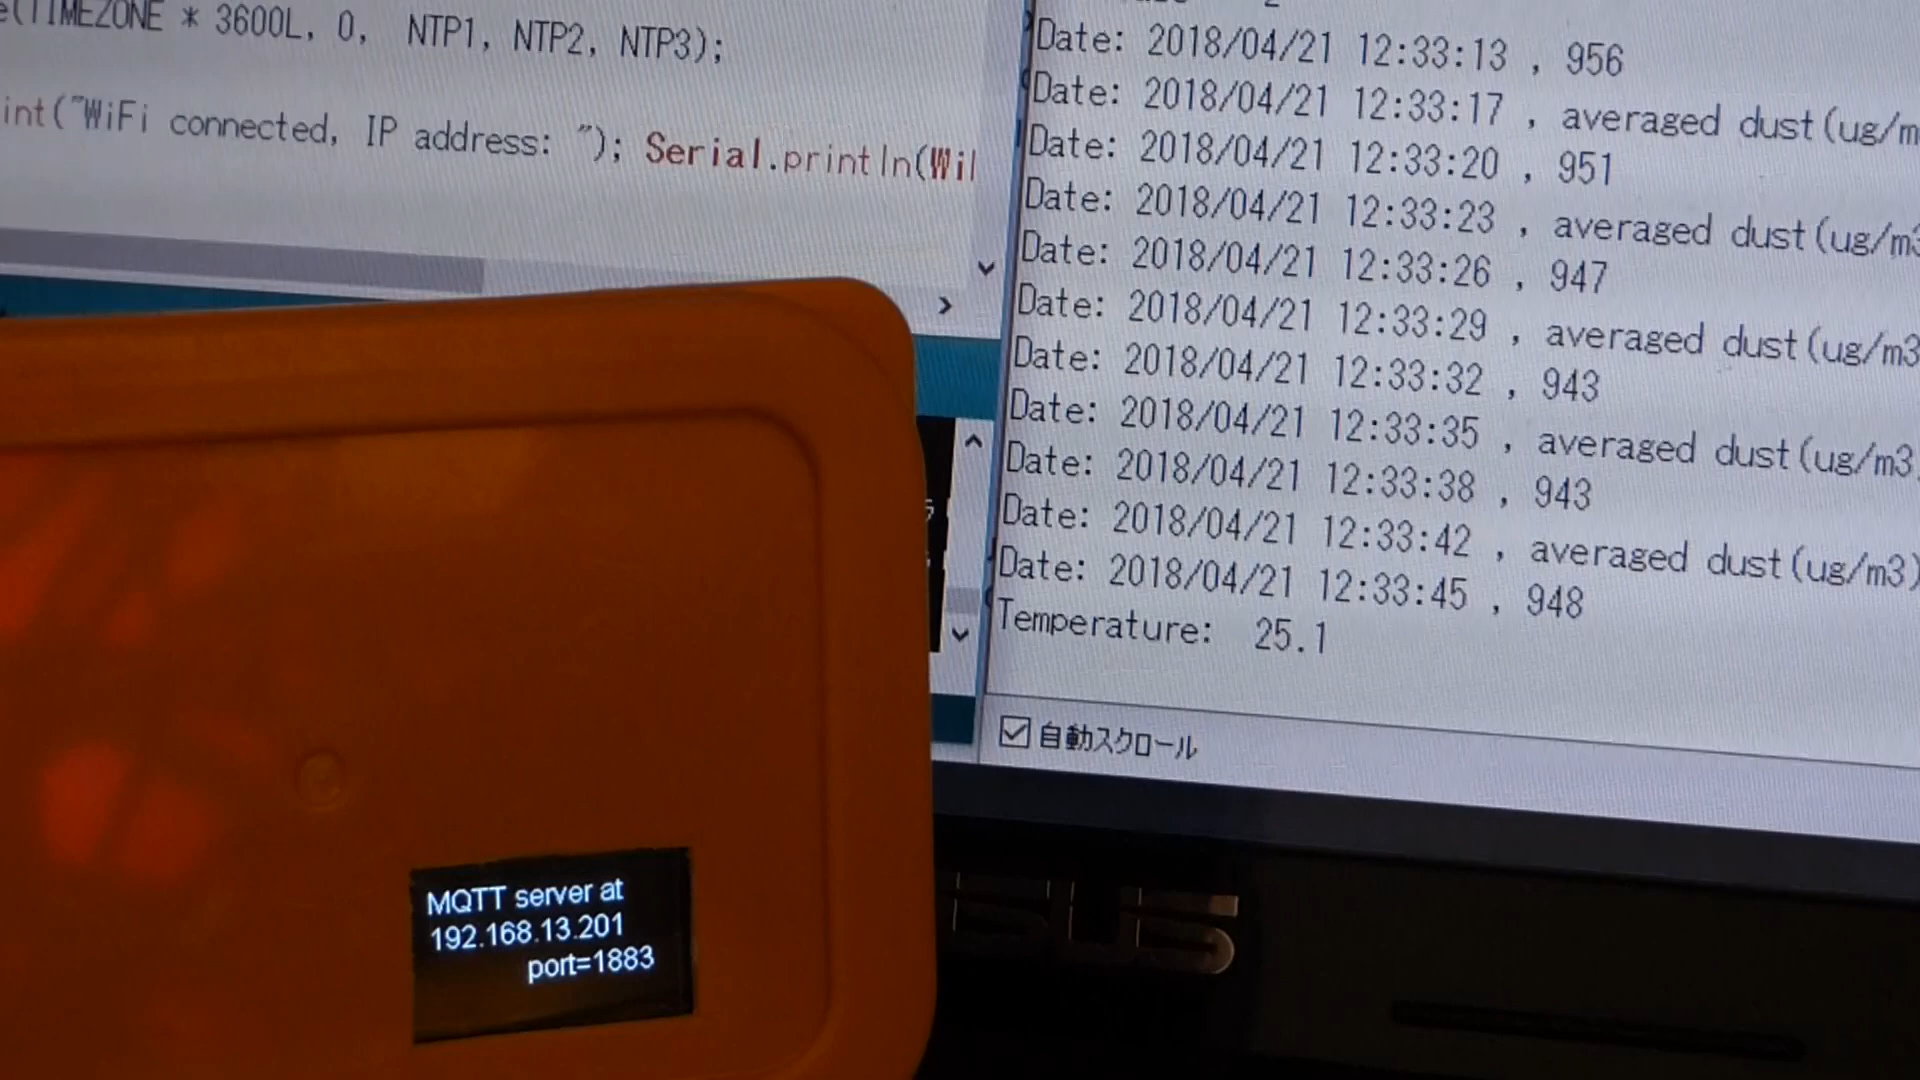 e(TIMEZONE * 3600L, 0, NTP1, NTP2, NTP3);
int("WiFi connected, IP address: "); Serial.println(Wi
Date: 2018/04/21 12:33:13 , 956
Date: 2018/04/21 12:33:17 , averaged dust(ug/m
Date: 2018/04/21 12:33:20 , 951
Date: 2018/04/21 12:33:23 , averaged dust(ug/m3
Date: 2018/04/21 12:33:26 , 947
Date: 2018/04/21 12:33:29 , averaged dust(ug/m3
Date: 2018/04/21 12:33:32 , 943
Date: 2018/04/21 12:33:35 , averaged dust(ug/m3
Date: 2018/04/21 12:33:38 , 943
Date: 2018/04/21 12:33:42 , averaged dust(ug/m3)
Date: 2018/04/21 12:33:45 , 948
Temperature: 25.1
自動スクロール
MQTT server at
192.168.13.201
port=1883
SUS